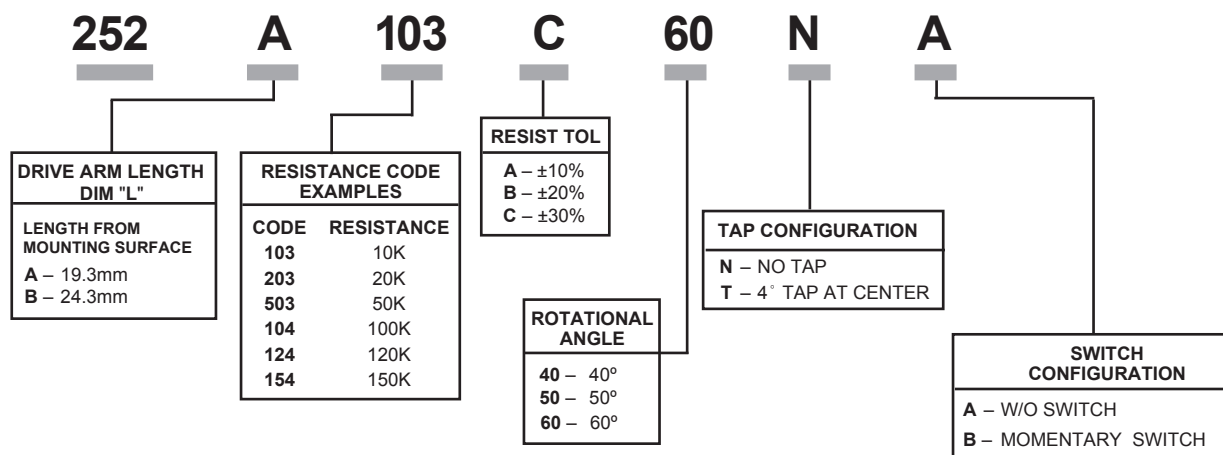 252 A 103 C 60 N A
DRIVE ARM LENGTH
DIM "L"
LENGTH FROM
MOUNTING SURFACE
A – 19.3mm
B – 24.3mm
RESISTANCE CODE
EXAMPLES
CODE RESISTANCE
103 10K
203 20K
503 50K
104 100K
124 120K
154 150K
RESIST TOL
A – ±10%
B – ±20%
C – ±30%
ROTATIONAL
ANGLE
40 – 40º
50 – 50º
60 – 60º
TAP CONFIGURATION
N – NO TAP
T – 4° TAP AT CENTER
SWITCH
CONFIGURATION
A – W/O SWITCH
B – MOMENTARY SWITCH